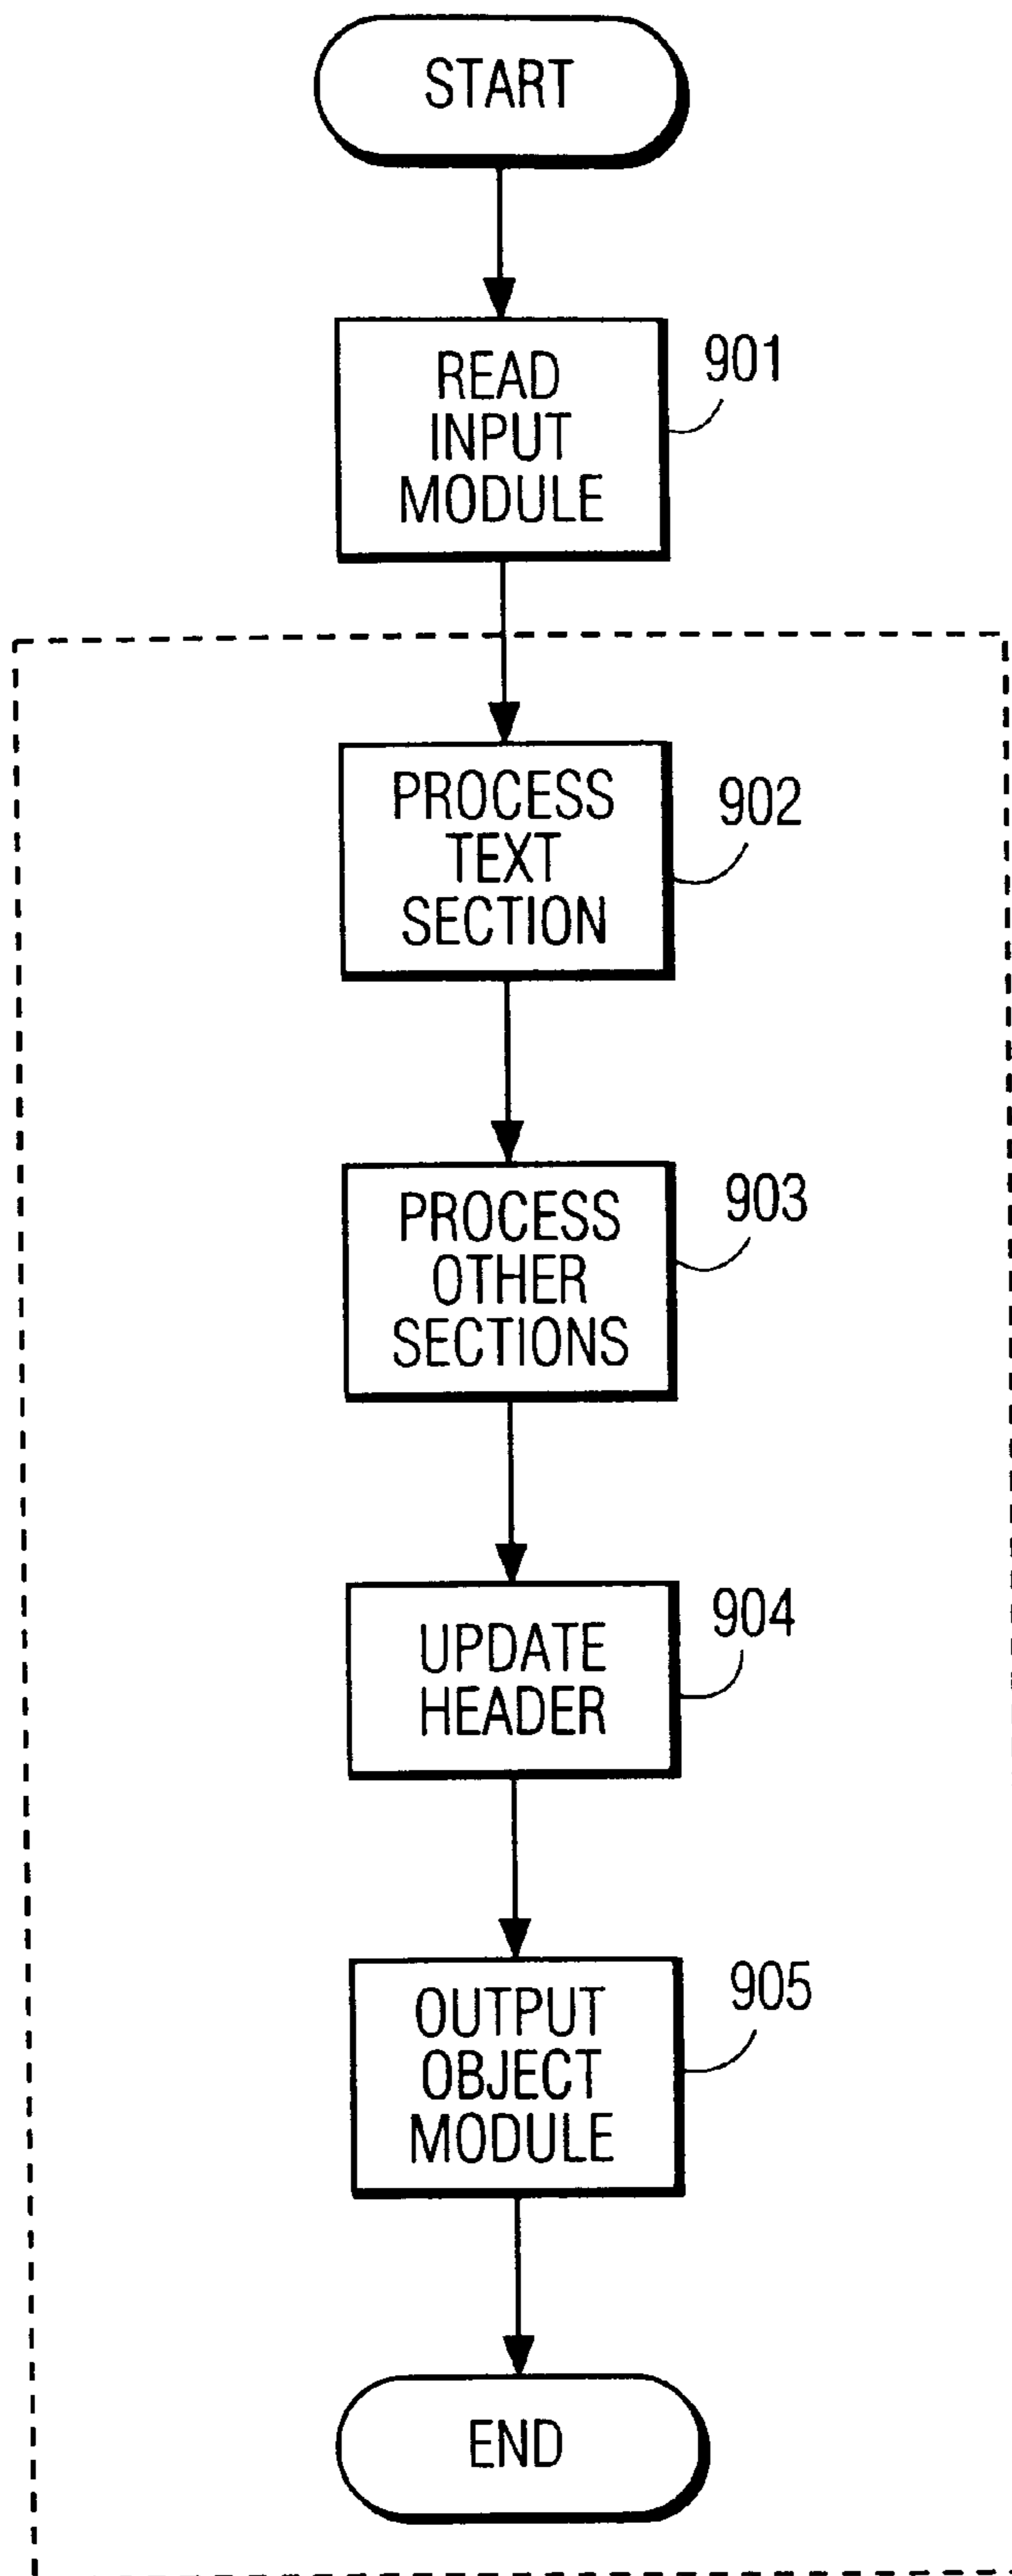 START
READ
INPUT
MODULE
901
PROCESS
TEXT
SECTION
902
PROCESS
OTHER
SECTIONS
903
UPDATE
HEADER
904
OUTPUT
OBJECT
MODULE
905
END